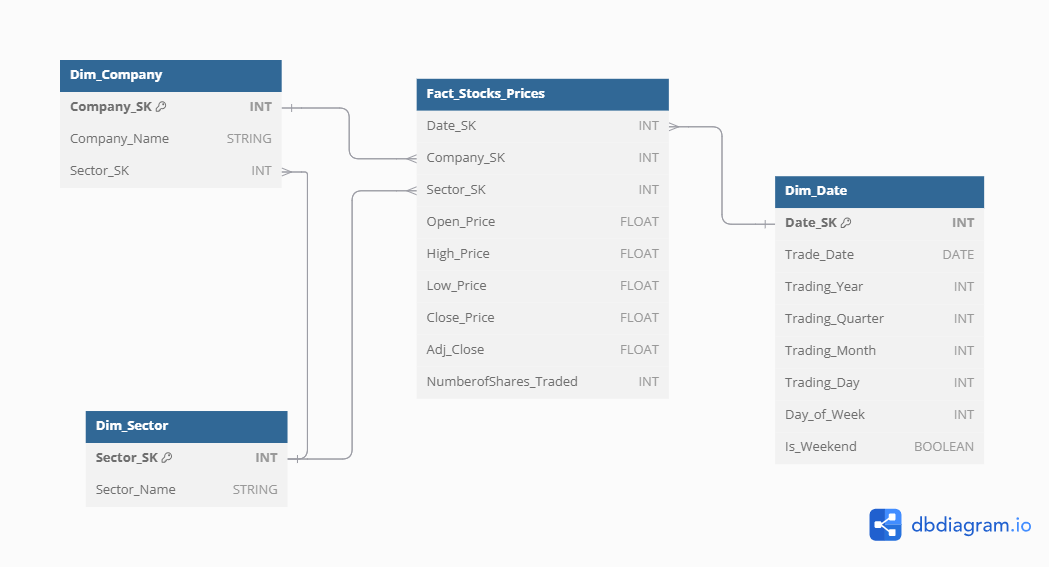 Dim_Company
Company_SK INT
Company_Name STRING
Sector_SK INT
Fact_Stocks_Prices
Date_SK INT
Company_SK INT
Sector_SK INT
Open_Price FLOAT
High_Price FLOAT
Low_Price FLOAT
Close_Price FLOAT
Adj_Close FLOAT
NumberofShares_Traded INT
Dim_Date
Date_SK INT
Trade_Date DATE
Trading_Year INT
Trading_Quarter INT
Trading_Month INT
Trading_Day INT
Day_of_Week INT
Is_Weekend BOOLEAN
Dim_Sector
Sector_SK INT
Sector_Name STRING
dbdiagram.io